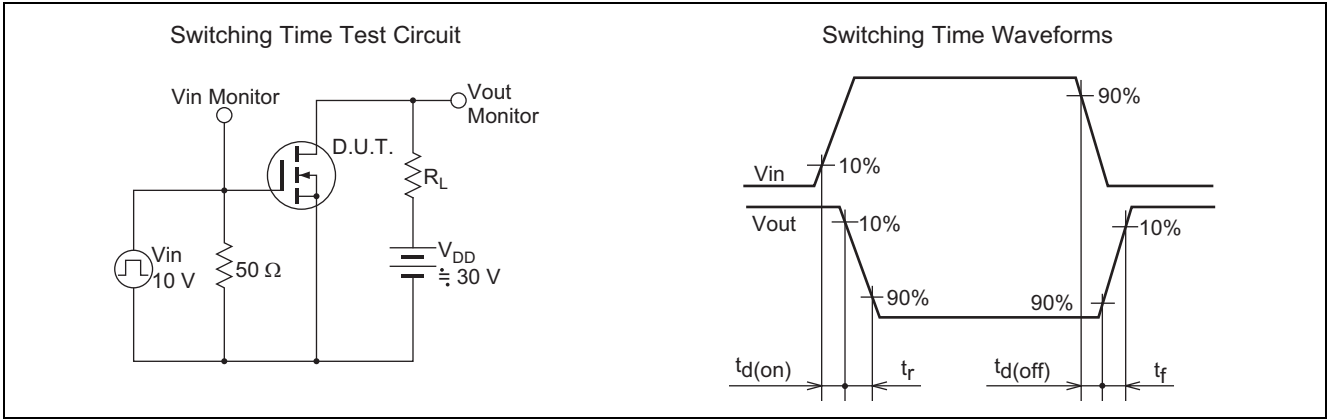 Switching Time Test Circuit
Vin Monitor
Vout
Monitor
D.U.T.
RL
Vin
10 V
50 Ω
VDD
≒ 30 V
Switching Time Waveforms
Vin
10%
90%
Vout
10%
90%
90%
10%
td(on)
tr
td(off)
tf